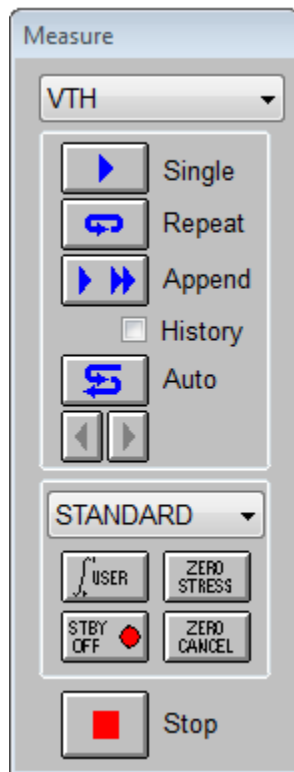 Measure
VTH
Single
Repeat
Append
History
Auto
STANDARD
USER
ZERO
STRESS
STBY
OFF
ZERO
CANCEL
Stop